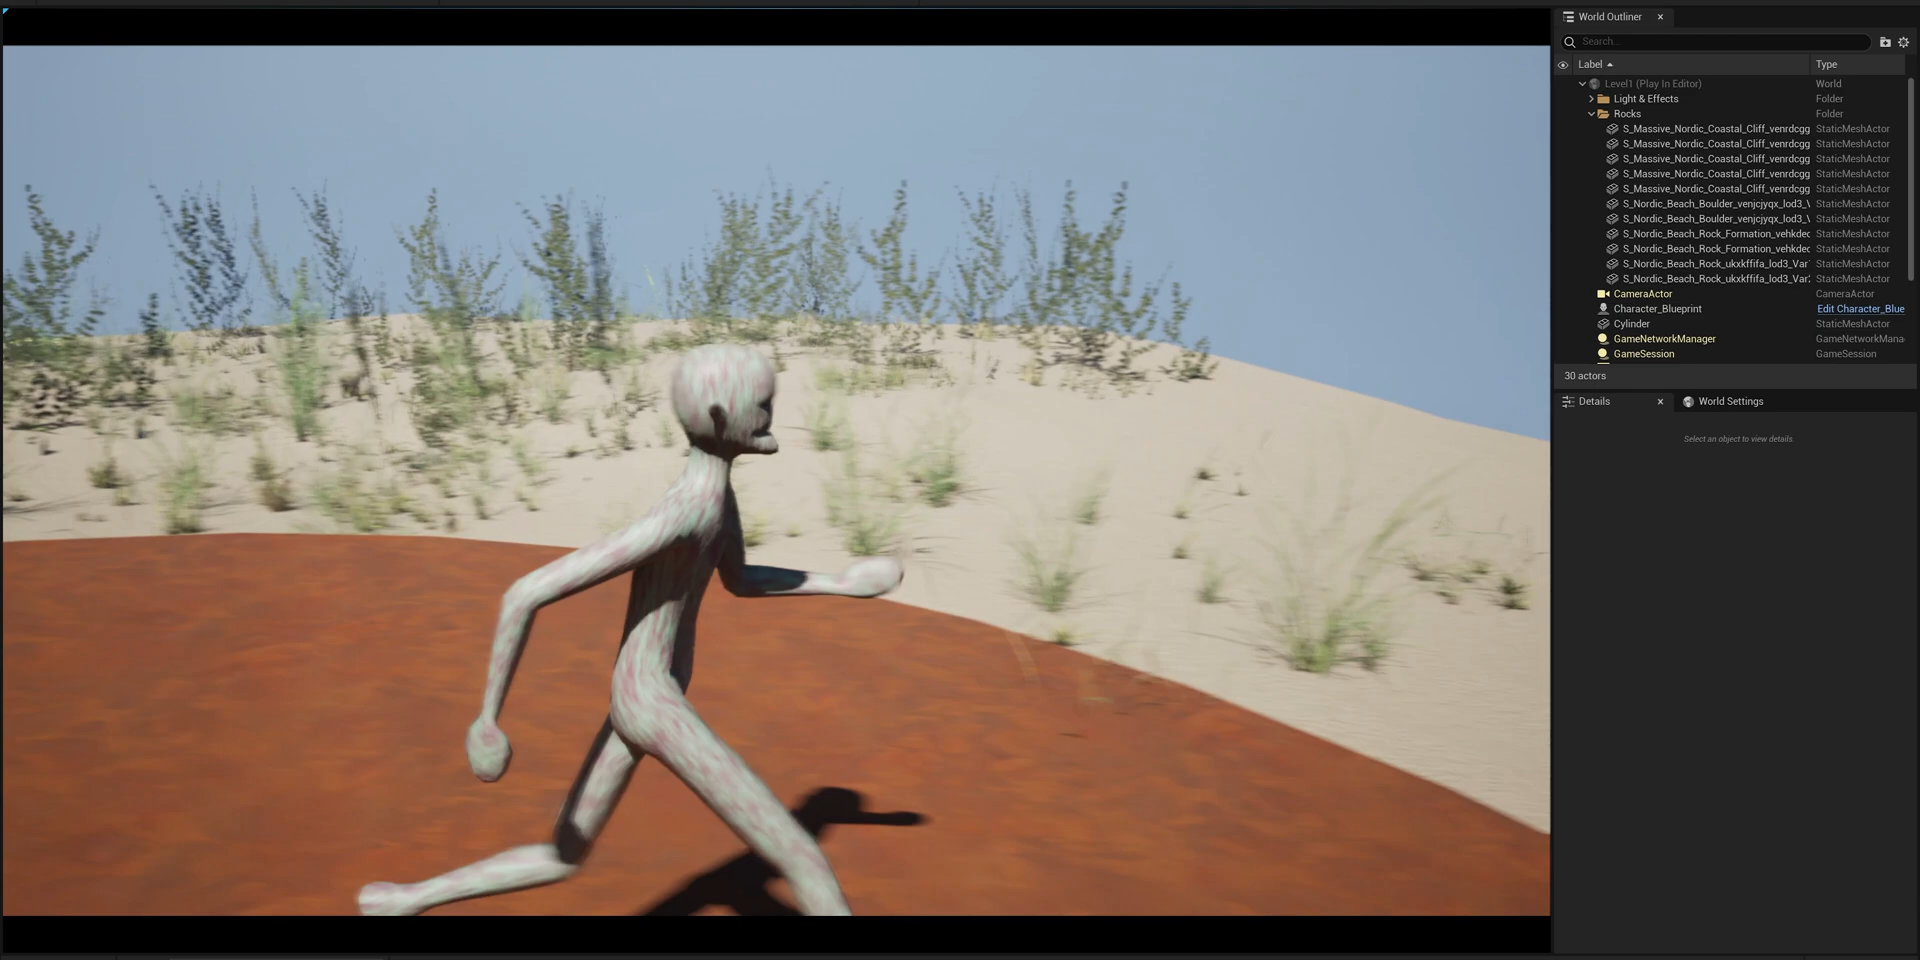 World Outliner
Search...
Label Type
Level1 (Play In Editor) World
Light & Effects Folder
Rocks Folder
S_Massive_Nordic_Coastal_Cliff_venrdcgg StaticMeshActor
S_Massive_Nordic_Coastal_Cliff_venrdcgg StaticMeshActor
S_Massive_Nordic_Coastal_Cliff_venrdcgg StaticMeshActor
S_Massive_Nordic_Coastal_Cliff_venrdcgg StaticMeshActor
S_Massive_Nordic_Coastal_Cliff_venrdcgg StaticMeshActor
S_Nordic_Beach_Boulder_venjcjyqx_lod3_V StaticMeshActor
S_Nordic_Beach_Boulder_venjcjyqx_lod3_V StaticMeshActor
S_Nordic_Beach_Rock_Formation_vehkdec StaticMeshActor
S_Nordic_Beach_Rock_Formation_vehkdec StaticMeshActor
S_Nordic_Beach_Rock_ukxkffifa_lod3_Var StaticMeshActor
S_Nordic_Beach_Rock_ukxkffifa_lod3_Var StaticMeshActor
CameraActor CameraActor
Character_Blueprint Edit Character_Blue
Cylinder StaticMeshActor
GameNetworkManager GameNetworkMana
GameSession GameSession
30 actors
Details World Settings
Select an object to view details.